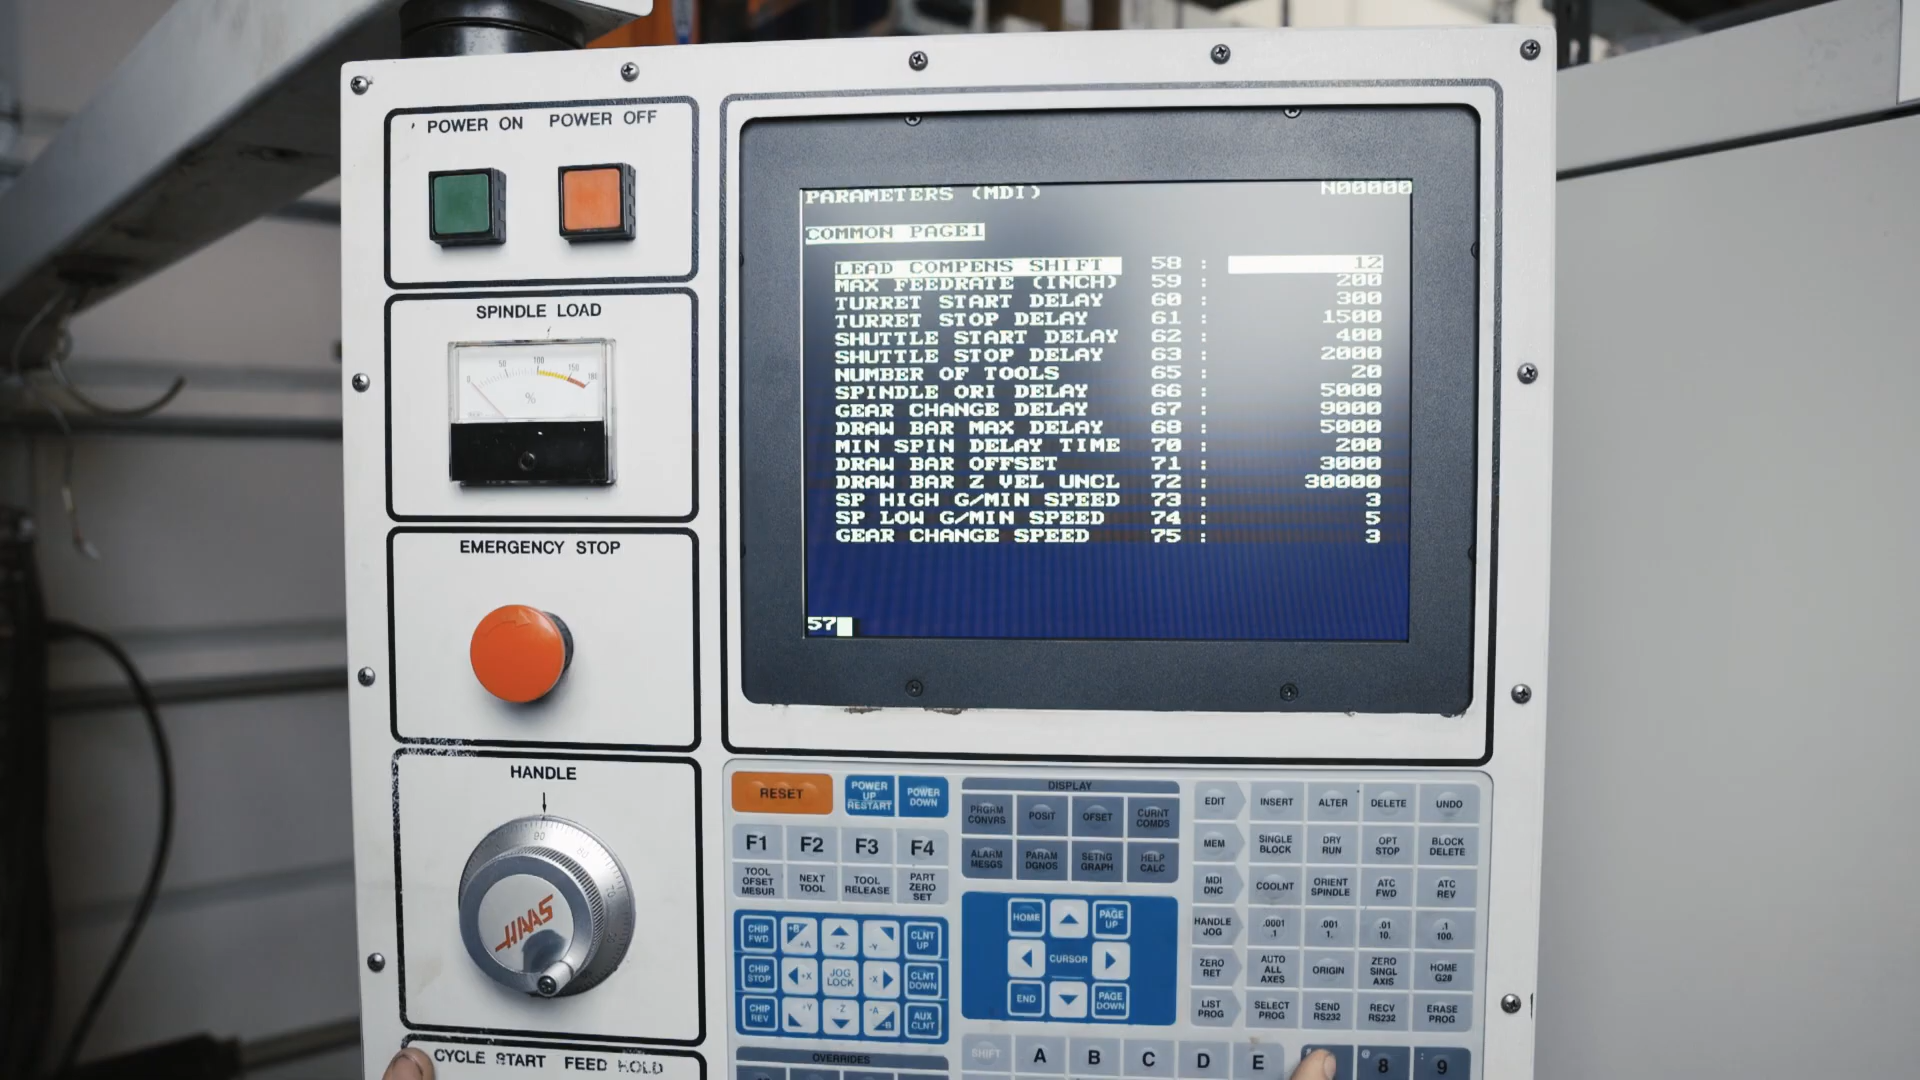 POWER ON POWER OFF
SPINDLE LOAD
0 50 100 150
%
EMERGENCY STOP
HANDLE
90
80
70
HAAS
CYCLE START FEED HOLD
PARAMETERS (MDI) N00000
COMMON PAGE1
LEAD COMPENS SHIFT 58 : 12
MAX FEEDRATE (INCH) 59 : 200
TURRET START DELAY 60 : 300
TURRET STOP DELAY 61 : 1500
SHUTTLE START DELAY 62 : 400
SHUTTLE STOP DELAY 63 : 2000
NUMBER OF TOOLS 65 : 20
SPINDLE ORI DELAY 66 : 5000
GEAR CHANGE DELAY 67 : 9000
DRAW BAR MAX DELAY 68 : 5000
MIN SPIN DELAY TIME 70 : 200
DRAW BAR OFFSET 71 : 3000
DRAW BAR Z VEL UNCL 72 : 30000
SP HIGH G/MIN SPEED 73 : 3
SP LOW G/MIN SPEED 74 : 5
GEAR CHANGE SPEED 75 : 3
57
RESET
POWER
UP
RESTART
POWER
DOWN
F1 F2 F3 F4
TOOL
OFSET
MESUR
NEXT
TOOL
TOOL
RELEASE
PART
ZERO
SET
CHIP
FWD
+B
+A
+Z
-Y
CLNT
UP
CHIP
STOP
+X
JOG
LOCK
-X
CLNT
DOWN
CHIP
REV
+Y
-Z
-A
-B
AUX
CLNT
OVERRIDES
DISPLAY
PRGRM
CONVRS
POSIT
OFSET
CURNT
COMDS
ALARM
MESGS
PARAM
DGNOS
SETNG
GRAPH
HELP
CALC
HOME
PAGE
UP
CURSOR
END
PAGE
DOWN
SHIFT A B C D E
8 9
EDIT INSERT ALTER DELETE UNDO
MEM
SINGLE
BLOCK
DRY
RUN
OPT
STOP
BLOCK
DELETE
MDI
DNC
COOLNT
ORIENT
SPINDLE
ATC
FWD
ATC
REV
HANDLE
JOG
.0001
.1
.001
1.
.01
10.
.1
100.
ZERO
RET
AUTO
ALL
AXES
ORIGIN
ZERO
SINGL
AXIS
HOME
G28
LIST
PROG
SELECT
PROG
SEND
RS232
RECV
RS232
ERASE
PROG